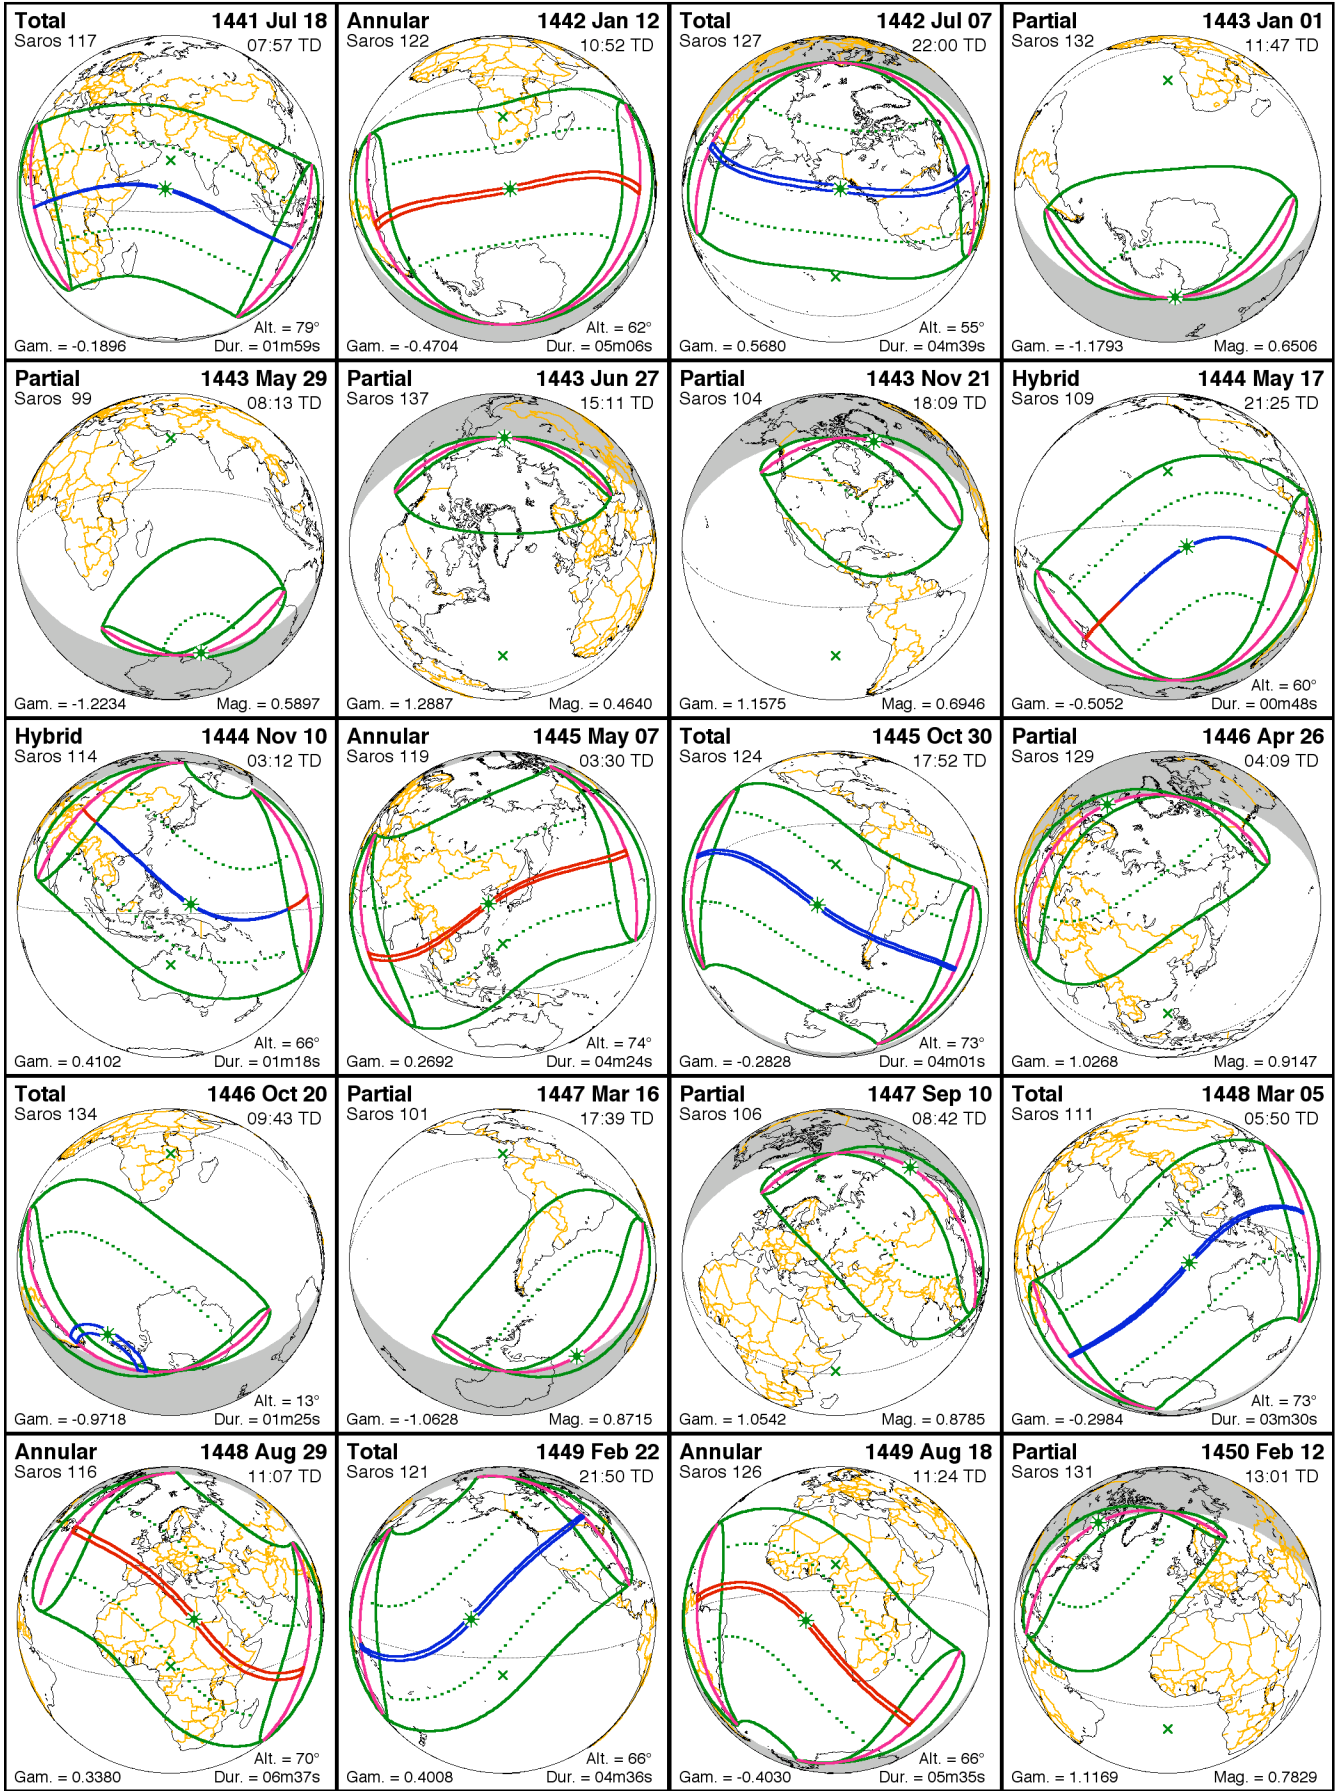 Total 1441 Jul 18
Saros 117 07:57 TD
Alt. = 79°
Gam. = -0.1896 Dur. = 01m59s
Annular 1442 Jan 12
Saros 122 10:52 TD
Alt. = 62°
Gam. = -0.4704 Dur. = 05m06s
Total 1442 Jul 07
Saros 127 22:00 TD
Alt. = 55°
Gam. = 0.5680 Dur. = 04m39s
Partial 1443 Jan 01
Saros 132 11:47 TD
Gam. = -1.1793 Mag. = 0.6506
Partial 1443 May 29
Saros 99 08:13 TD
Gam. = -1.2234 Mag. = 0.5897
Partial 1443 Jun 27
Saros 137 15:11 TD
Gam. = 1.2887 Mag. = 0.4640
Partial 1443 Nov 21
Saros 104 18:09 TD
Gam. = 1.1575 Mag. = 0.6946
Hybrid 1444 May 17
Saros 109 21:25 TD
Alt. = 60°
Gam. = -0.5052 Dur. = 00m48s
Hybrid 1444 Nov 10
Saros 114 03:12 TD
Alt. = 66°
Gam. = 0.4102 Dur. = 01m18s
Annular 1445 May 07
Saros 119 03:30 TD
Alt. = 74°
Gam. = 0.2692 Dur. = 04m24s
Total 1445 Oct 30
Saros 124 17:52 TD
Alt. = 73°
Gam. = -0.2828 Dur. = 04m01s
Partial 1446 Apr 26
Saros 129 04:09 TD
Gam. = 1.0268 Mag. = 0.9147
Total 1446 Oct 20
Saros 134 09:43 TD
Alt. = 13°
Gam. = -0.9718 Dur. = 01m25s
Partial 1447 Mar 16
Saros 101 17:39 TD
Gam. = -1.0628 Mag. = 0.8715
Partial 1447 Sep 10
Saros 106 08:42 TD
Gam. = 1.0542 Mag. = 0.8785
Total 1448 Mar 05
Saros 111 05:50 TD
Alt. = 73°
Gam. = -0.2984 Dur. = 03m30s
Annular 1448 Aug 29
Saros 116 11:07 TD
Alt. = 70°
Gam. = 0.3380 Dur. = 06m37s
Total 1449 Feb 22
Saros 121 21:50 TD
Alt. = 66°
Gam. = 0.4008 Dur. = 04m36s
Annular 1449 Aug 18
Saros 126 11:24 TD
Alt. = 66°
Gam. = -0.4030 Dur. = 05m35s
Partial 1450 Feb 12
Saros 131 13:01 TD
Gam. = 1.1169 Mag. = 0.7829